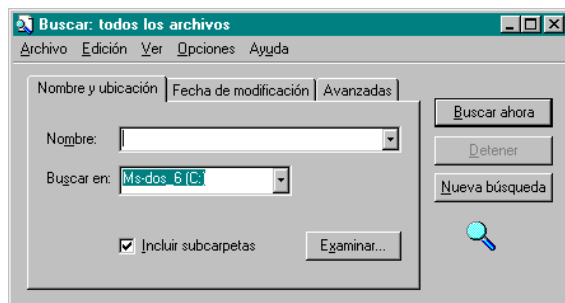 Buscar: todos los archivos
Archivo Edición Ver Opciones Ayuda
Nombre y ubicación Fecha de modificación Avanzadas
Buscar ahora
Nombre:
Detener
Buscar en: Ms-dos_6 (C:)
Nueva búsqueda
Incluir subcarpetas Examinar...